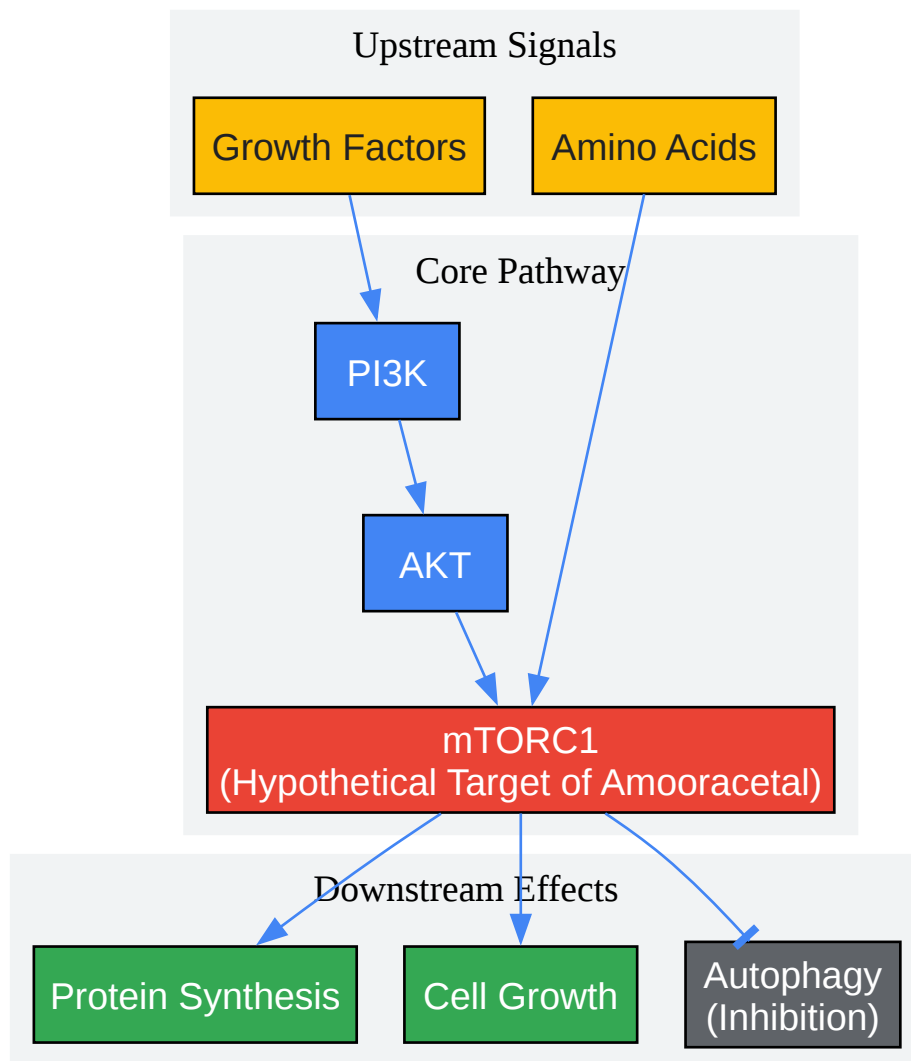 Upstream Signals
Growth Factors
Amino Acids
Core Pathway
PI3K
AKT
mTORC1
(Hypothetical Target of Amooracetal)
Downstream Effects
Protein Synthesis
Cell Growth
Autophagy
(Inhibition)